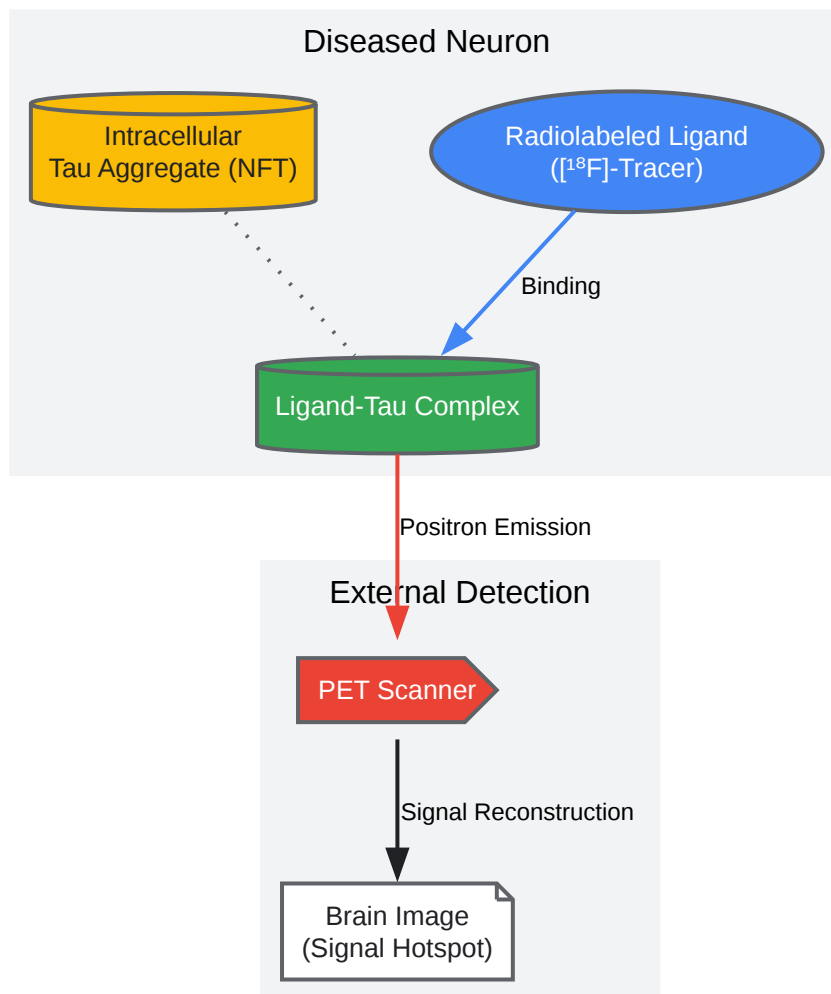 Diseased Neuron
Intracellular
Tau Aggregate (NFT)
Radiolabeled Ligand
([¹⁸F]-Tracer)
Binding
Ligand-Tau Complex
Positron Emission
External Detection
PET Scanner
Signal Reconstruction
Brain Image
(Signal Hotspot)